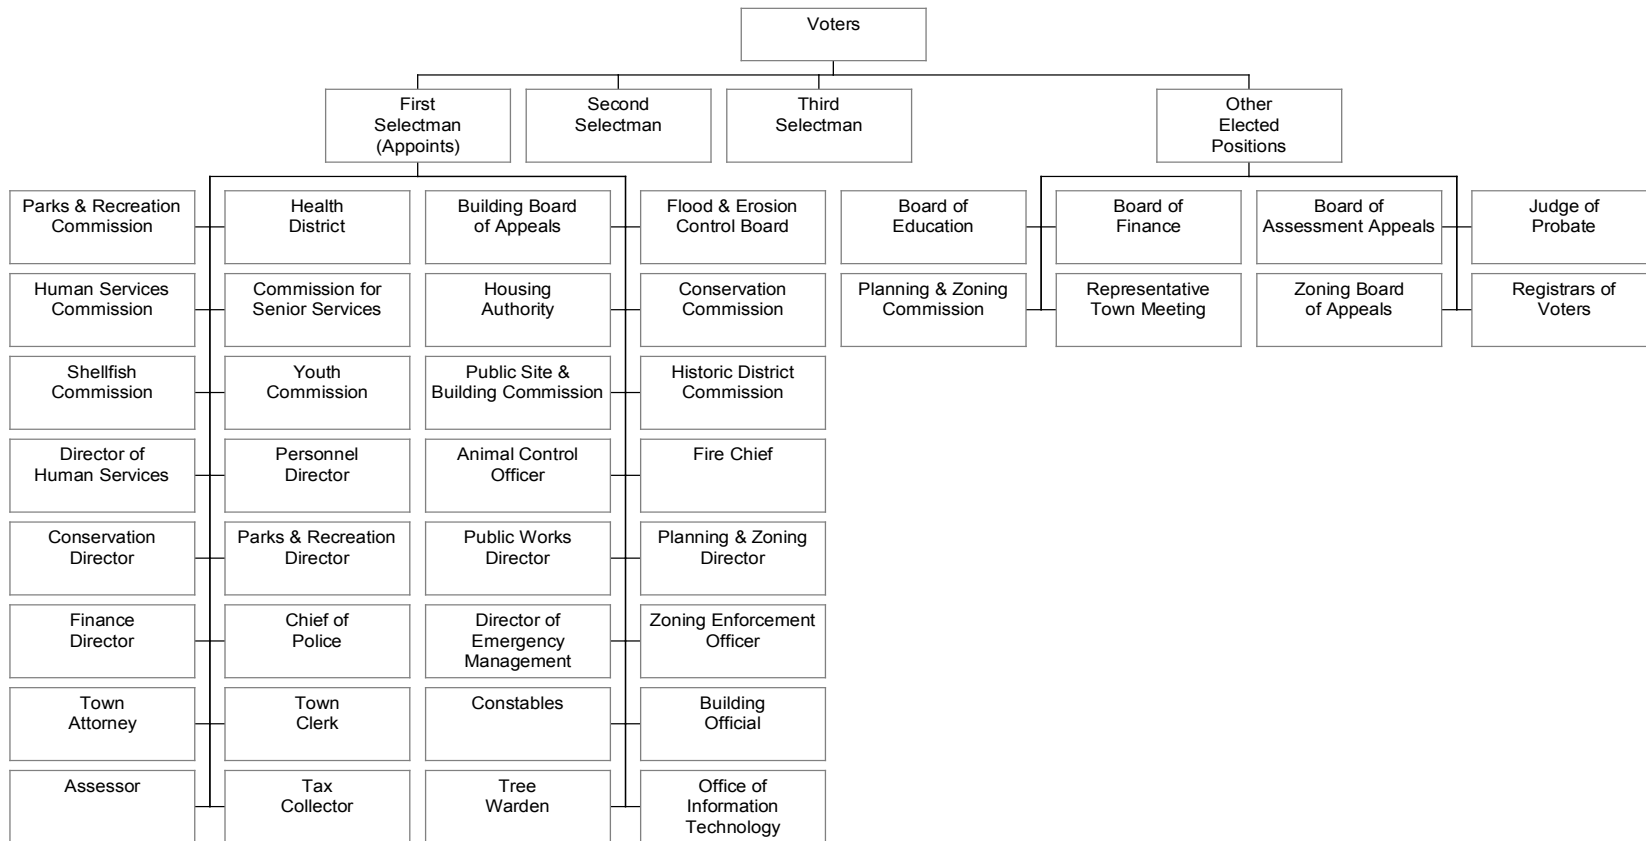 Voters
First
Selectman
(Appoints)
Second
Selectman
Third
Selectman
Other
Elected
Positions
Parks & Recreation
Commission
Health
District
Building Board
of Appeals
Flood & Erosion
Control Board
Board of
Education
Board of
Finance
Board of
Assessment Appeals
Judge of
Probate
Human Services
Commission
Commission for
Senior Services
Housing
Authority
Conservation
Commission
Planning & Zoning
Commission
Representative
Town Meeting
Zoning Board
of Appeals
Registrars of
Voters
Shellfish
Commission
Youth
Commission
Public Site &
Building Commission
Historic District
Commission
Director of
Human Services
Personnel
Director
Animal Control
Officer
Fire Chief
Conservation
Director
Parks & Recreation
Director
Public Works
Director
Planning & Zoning
Director
Finance
Director
Chief of
Police
Director of
Emergency
Management
Zoning Enforcement
Officer
Town
Attorney
Town
Clerk
Constables
Building
Official
Assessor
Tax
Collector
Tree
Warden
Office of
Information
Technology